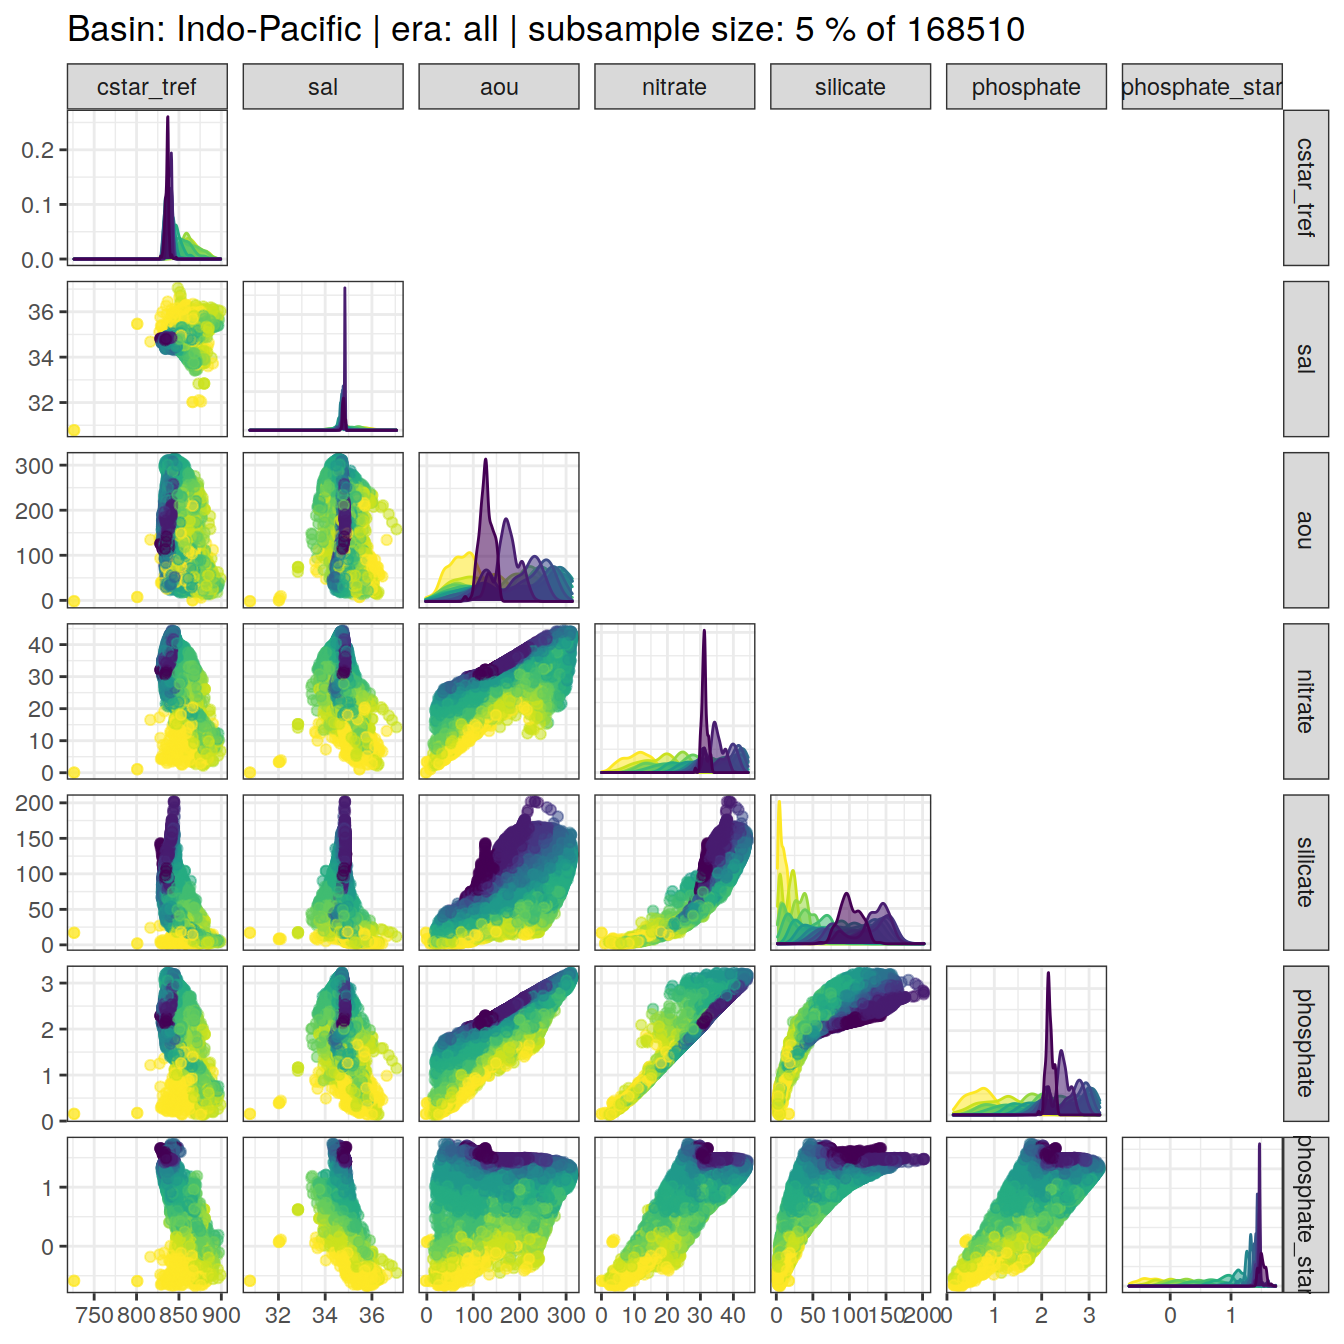 Basin: Indo-Pacific | era: all | subsample size: 5 % of 168510
cstar_tref sal aou nitrate silicate phosphate phosphate_star
0.2
0.1
0.0
cstar_tref
36
34
32
sal
300
200
100
0
aou
40
30
20
10
0
nitrate
200
150
100
50
0
silicate
3
2
1
0
phosphate
1
0
phosphate_star
750 800 850 900 32 34 36 0 100 200 300 0 10 20 30 40 0 50 100 150 200 0 1 2 3 0 1